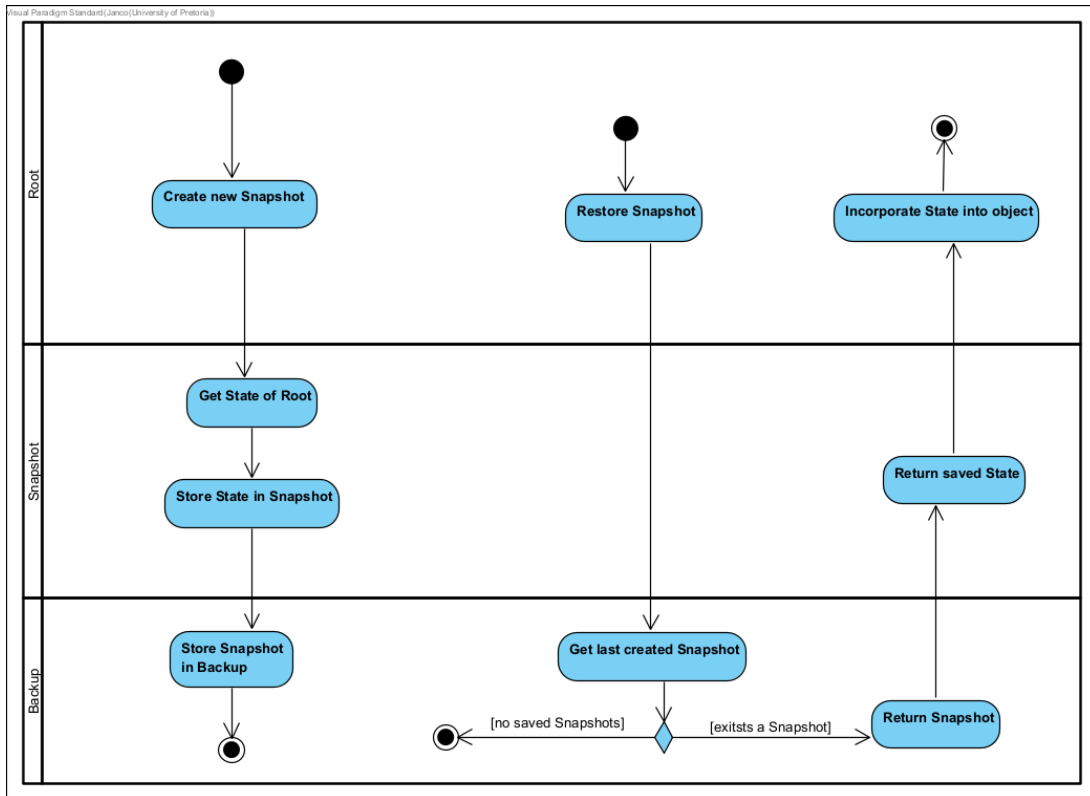 Visual Paradigm Standard(Janco(University of Pretoria))
Root
Create new Snapshot
Restore Snapshot
Incorporate State into object
Snapshot
Get State of Root
Store State in Snapshot
Return saved State
Backup
Store Snapshot
in Backup
Get last created Snapshot
[no saved Snapshots]
[exitsts a Snapshot]
Return Snapshot